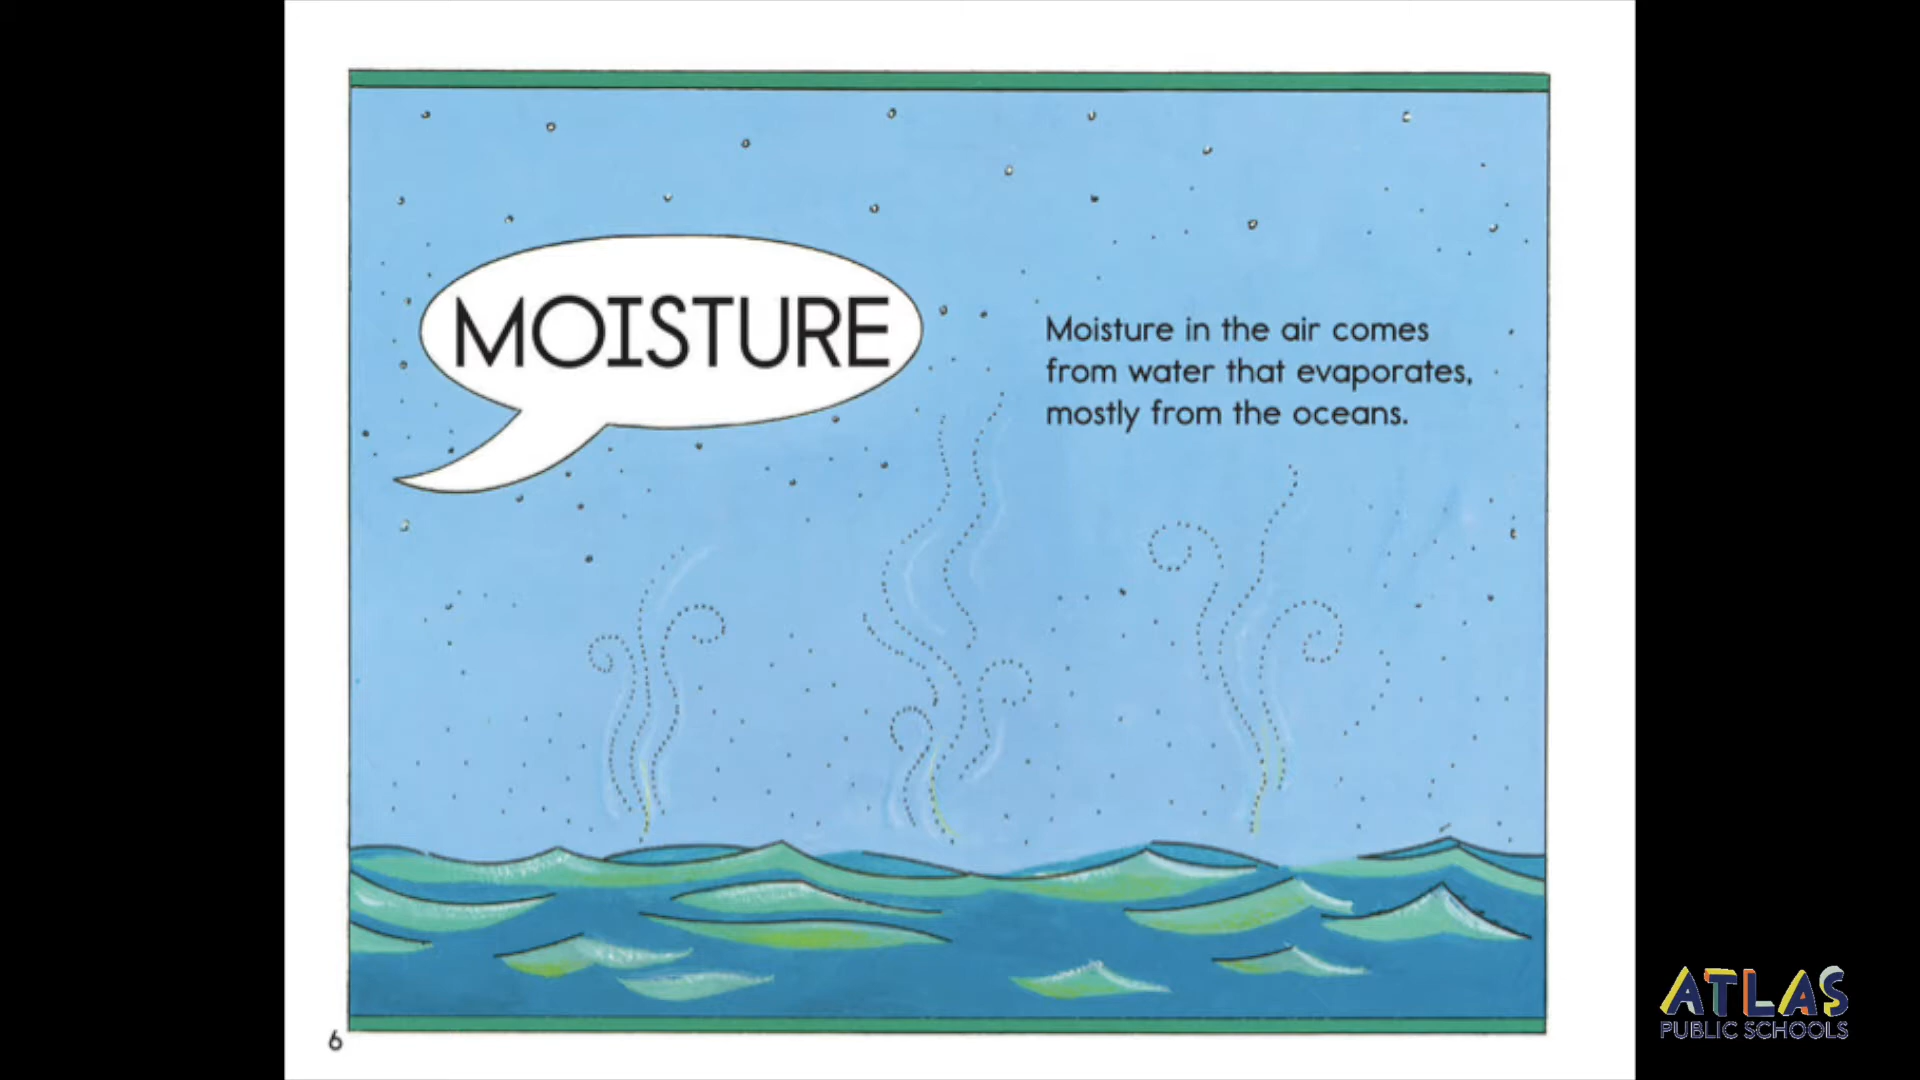 MOISTURE
Moisture in the air comes
from water that evaporates,
mostly from the oceans.
6
ATLAS
PUBLIC SCHOOLS